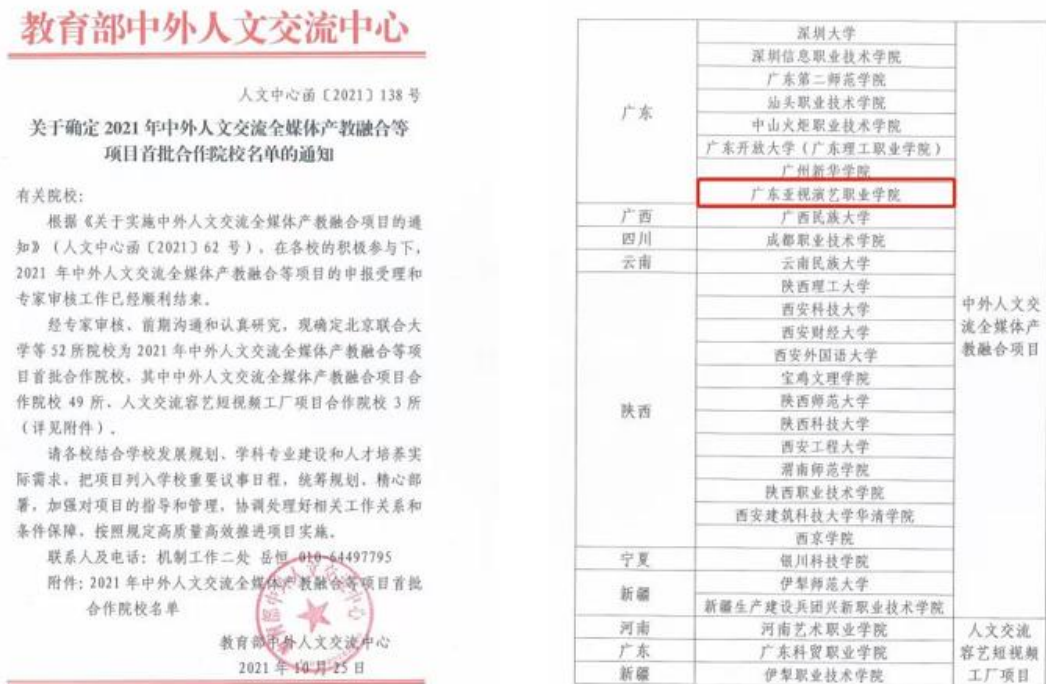 教育部中外人文交流中心
人文中心函〔2021〕138 号
关于确定 2021 年中外人文交流全媒体产教融合等
项目首批合作院校名单的通知
有关院校：
根据《关于实施中外人文交流全媒体产教融合项目的通
知》（人文中心函〔2021〕62 号），在各校的积极参与下，
2021 年中外人文交流全媒体产教融合等项目的申报受理和
专家审核工作已经顺利结束。
经专家审核、前期沟通和认真研究，现确定北京联合大
学等 52 所院校为 2021 年中外人文交流全媒体产教融合等项
目首批合作院校，其中中外人文交流全媒体产教融合项目合
作院校 49 所、人文交流容艺短视频工厂项目合作院校 3 所
（详见附件）。
请各校结合学校发展规划、学科专业建设和人才培养实
际需求，把项目列入学校重要议事日程，统筹规划、精心部
署，加强对项目的指导和管理，协调处理好相关工作关系和
条件保障，按照规定高质量高效推进项目实施。
联系人及电话：机制工作二处 岳恒 010-64497795
附件：2021 年中外人文交流全媒体产教融合等项目首批
合作院校名单
教育部中外人文交流中心
2021 年 10 月 25 日
广东
深圳大学
深圳信息职业技术学院
广东第二师范学院
汕头职业技术学院
中山火炬职业技术学院
广东开放大学（广东理工职业学院）
广州新华学院
广东亚视演艺职业学院
广西
广西民族大学
四川
成都职业技术学院
云南
云南民族大学
陕西
陕西理工大学
西安科技大学
西安财经大学
西安外国语大学
宝鸡文理学院
陕西师范大学
陕西科技大学
西安工程大学
渭南师范学院
陕西职业技术学院
西安建筑科技大学华清学院
西京学院
宁夏
银川科技学院
新疆
伊犁师范大学
新疆生产建设兵团兴新职业技术学院
中外人文交
流全媒体产
教融合项目
河南
河南艺术职业学院
广东
广东科贸职业学院
新疆
伊犁职业技术学院
人文交流
容艺短视频
工厂项目